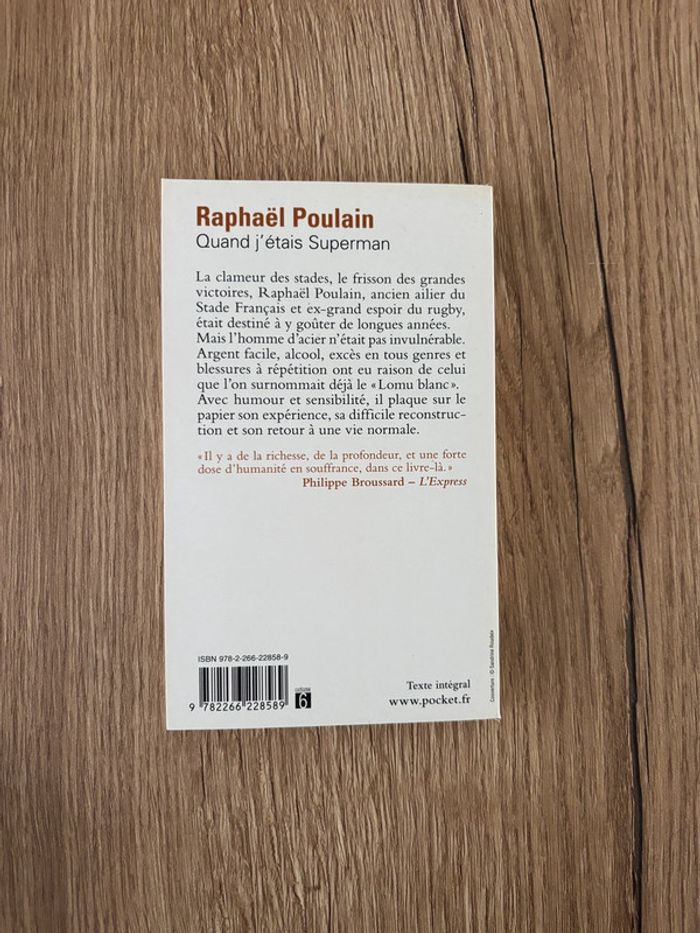 Raphaël Poulain
Quand j'étais Superman
La clameur des stades, le frisson des grandes
victoires, Raphaël Poulain, ancien ailier du
Stade Français et ex-grand espoir du rugby,
était destiné à y goûter de longues années.
Mais l'homme d'acier n'était pas invulnérable.
Argent facile, alcool, excès en tous genres et
blessures à répétition ont eu raison de celui
que l'on surnommait déjà le « Lomu blanc ».
Avec humour et sensibilité, il plaque sur le
papier son expérience, sa difficile reconstruc-
tion et son retour à une vie normale.
« Il y a de la richesse, de la profondeur, et une forte
dose d'humanité en souffrance, dans ce livre-là. »
Philippe Broussard – L'Express
ISBN 978-2-266-22858-9
9 782266 228589
catégorie
6
Texte intégral
www.pocket.fr
Couverture : © Sandrine Roudeix